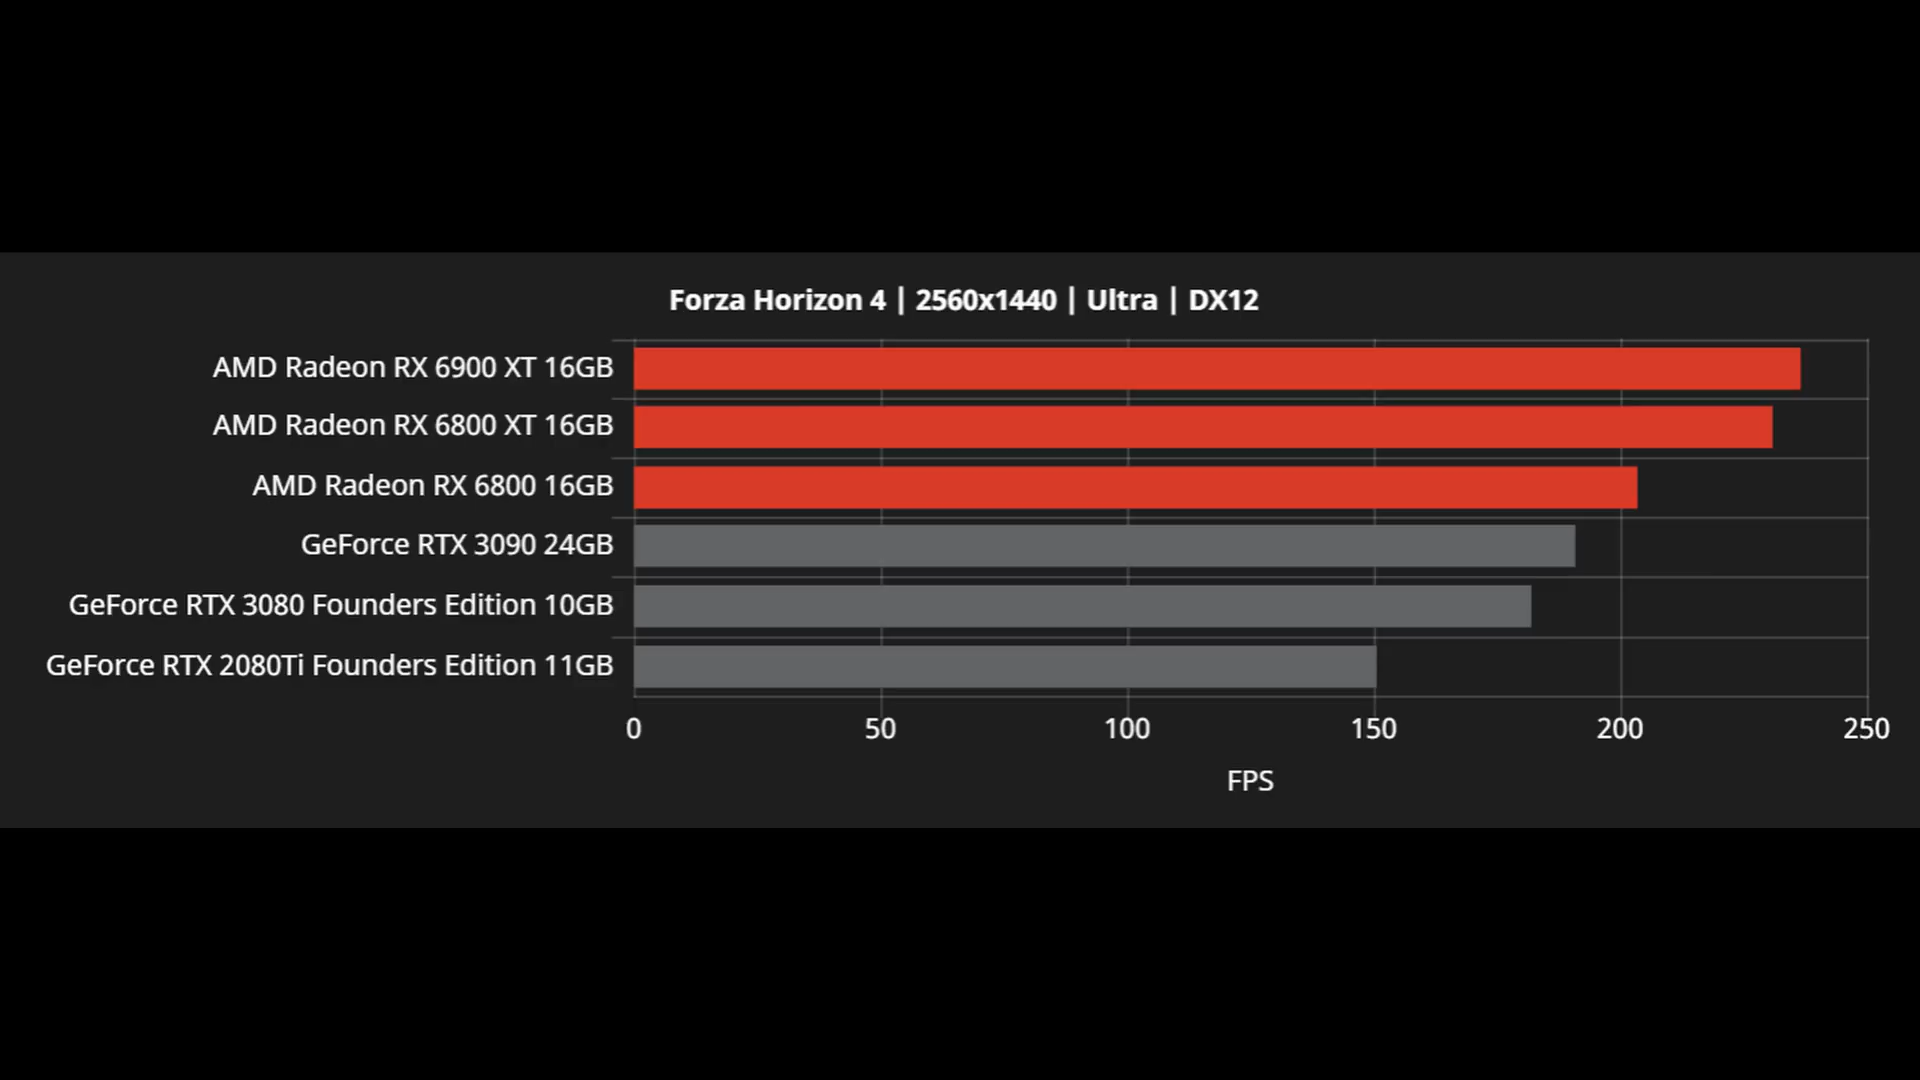 Forza Horizon 4 | 2560x1440 | Ultra | DX12
AMD Radeon RX 6900 XT 16GB
AMD Radeon RX 6800 XT 16GB
AMD Radeon RX 6800 16GB
GeForce RTX 3090 24GB
GeForce RTX 3080 Founders Edition 10GB
GeForce RTX 2080Ti Founders Edition 11GB
0 50 100 150 200 250
FPS